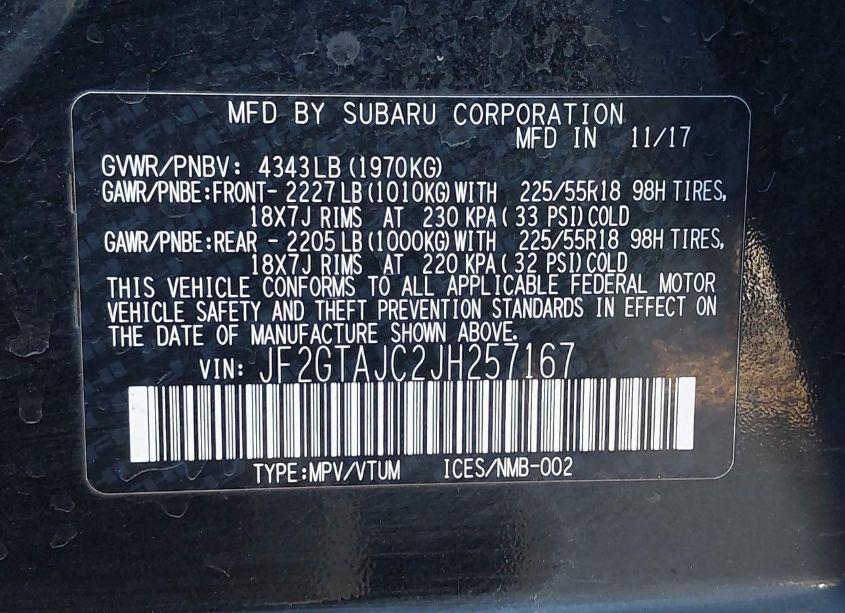 MFD BY SUBARU CORPORATION
MFD IN 11/17
GVWR/PNBV: 4343LB (1970KG)
GAWR/PNBE:FRONT- 2227LB (1010KG) WITH 225/55R18 98H TIRES,
18X7J RIMS AT 230 KPA( 33 PSI) COLD
GAWR/PNBE:REAR - 2205LB (1000KG) WITH 225/55R18 98H TIRES,
18X7J RIMS AT 220 KPA( 32 PSI) COLD
THIS VEHICLE CONFORMS TO ALL APPLICABLE FEDERAL MOTOR
VEHICLE SAFETY AND THEFT PREVENTION STANDARDS IN EFFECT ON
THE DATE OF MANUFACTURE SHOWN ABOVE.
VIN: JF2GTAJC2JH257167
TYPE:MPV/VTUM ICES/NMB-002